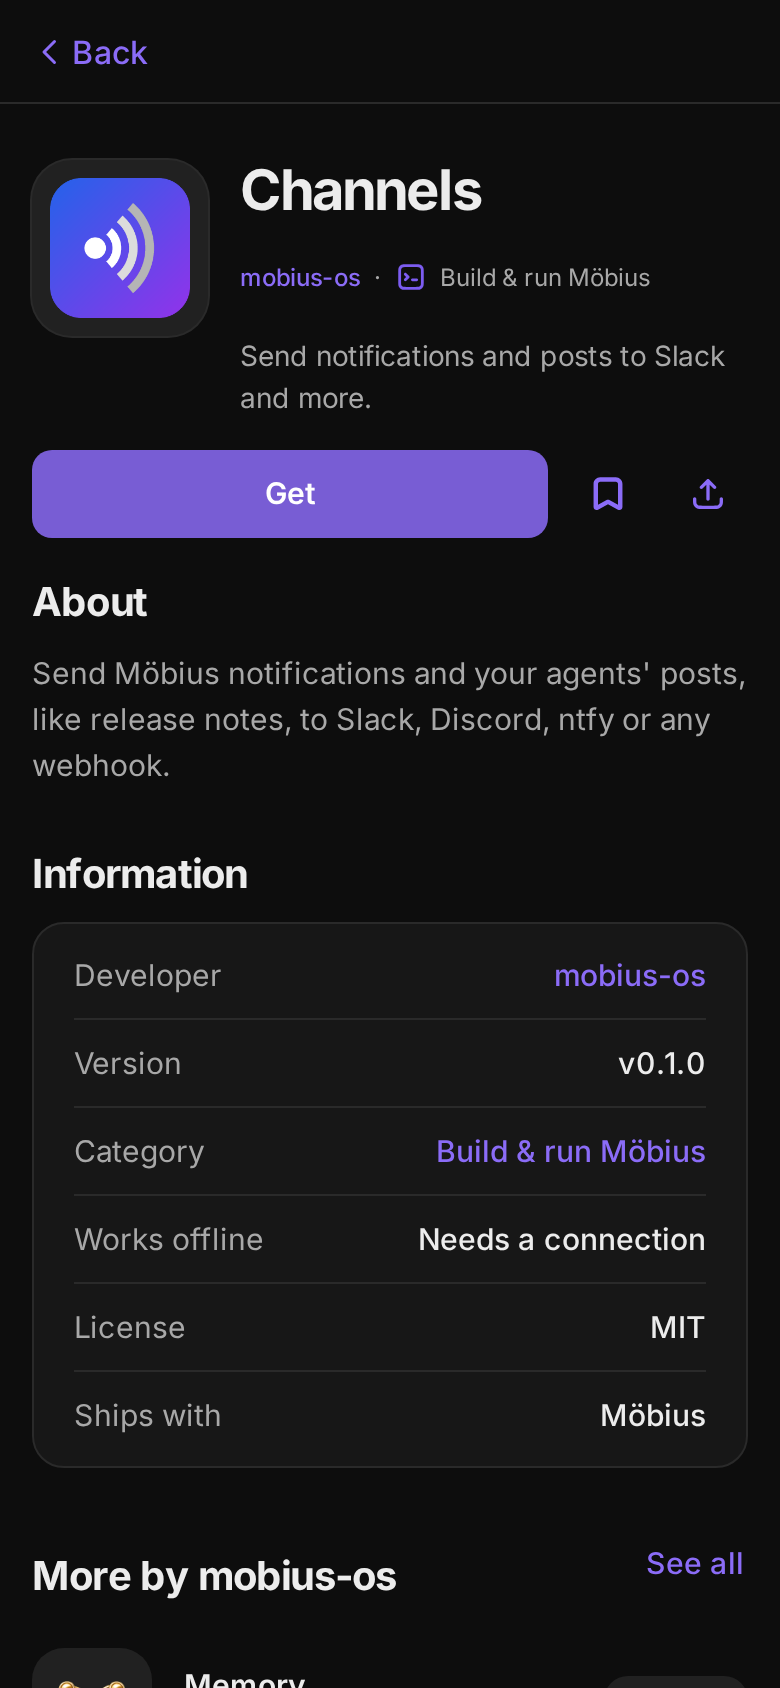 Back
Channels
mobius-os · Build & run Möbius
Send notifications and posts to Slack
and more.
Get
About
Send Möbius notifications and your agents' posts,
like release notes, to Slack, Discord, ntfy or any
webhook.
Information
Developer mobius-os
Version v0.1.0
Category Build & run Möbius
Works offline Needs a connection
License MIT
Ships with Möbius
More by mobius-os See all
Memory